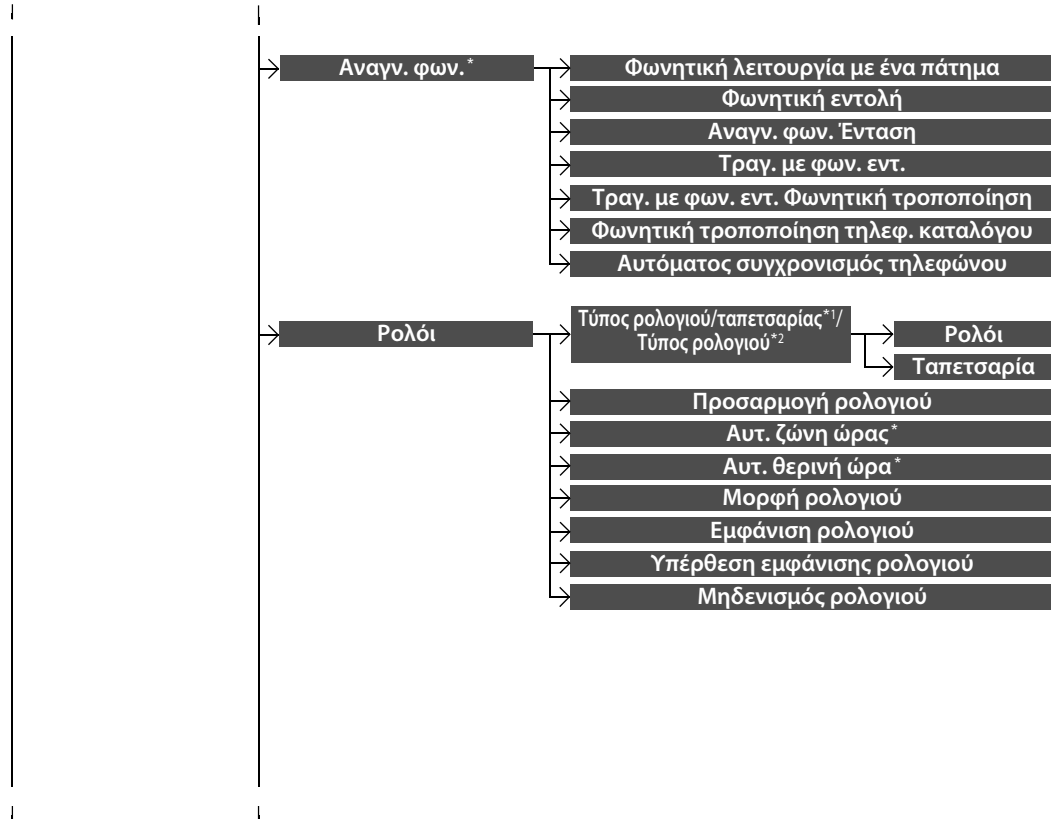 Αναγν. φων.*
Φωνητική λειτουργία με ένα πάτημα
Φωνητική εντολή
Αναγν. φων. Ένταση
Τραγ. με φων. εντ.
Τραγ. με φων. εντ. Φωνητική τροποποίηση
Φωνητική τροποποίηση τηλεφ. καταλόγου
Αυτόματος συγχρονισμός τηλεφώνου
Ρολόι
Τύπος ρολογιού/ταπετσαρίας*1/
Τύπος ρολογιού*2
Ρολόι
Ταπετσαρία
Προσαρμογή ρολογιού
Αυτ. ζώνη ώρας*
Αυτ. θερινή ώρα*
Μορφή ρολογιού
Εμφάνιση ρολογιού
Υπέρθεση εμφάνισης ρολογιού
Μηδενισμός ρολογιού